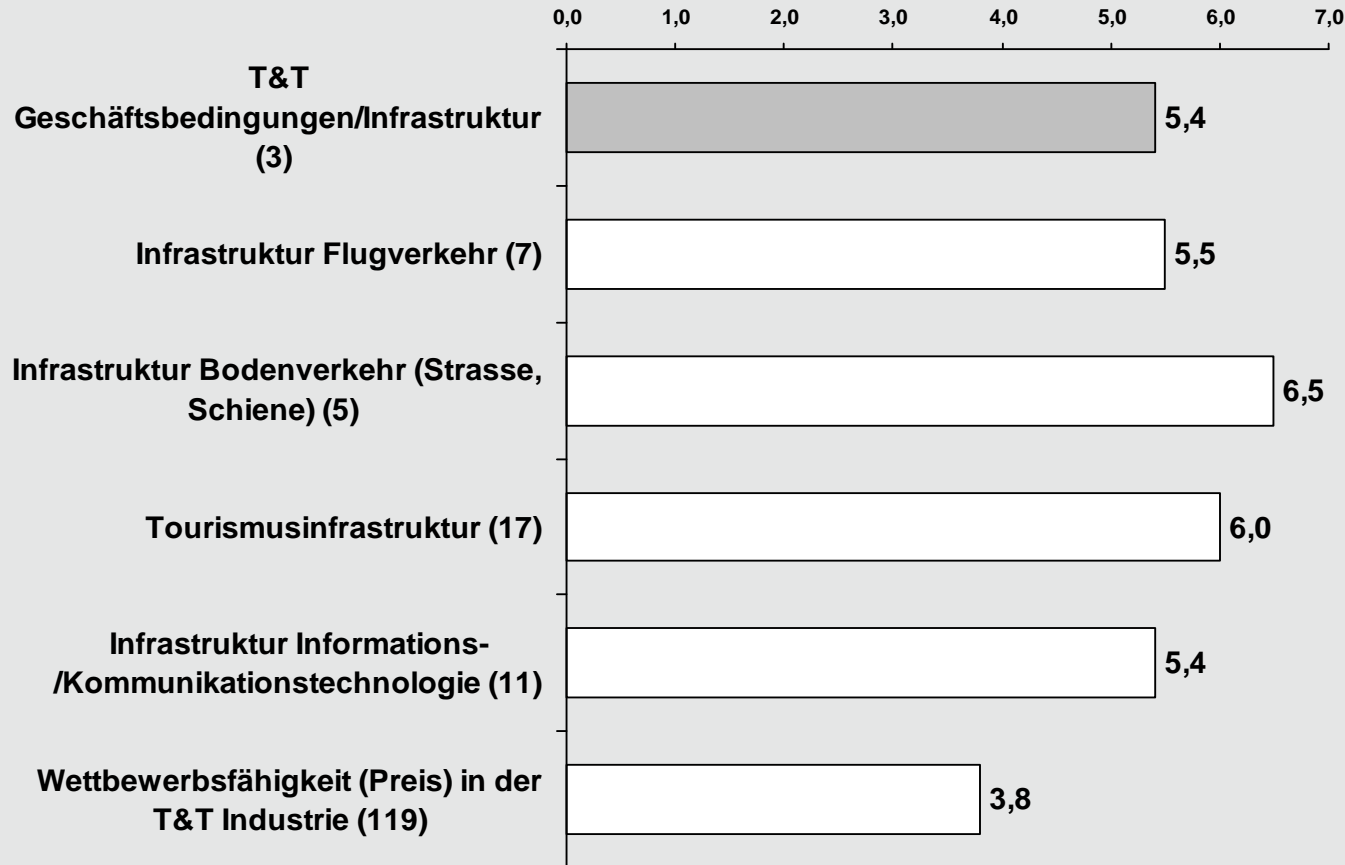 0,0 1,0 2,0 3,0 4,0 5,0 6,0 7,0
T&T
Geschäftsbedingungen/Infrastruktur
(3)
5,4
Infrastruktur Flugverkehr (7)
5,5
Infrastruktur Bodenverkehr (Strasse,
Schiene) (5)
6,5
Tourismusinfrastruktur (17)
6,0
Infrastruktur Informations-
/Kommunikationstechnologie (11)
5,4
Wettbewerbsfähigkeit (Preis) in der
T&T Industrie (119)
3,8